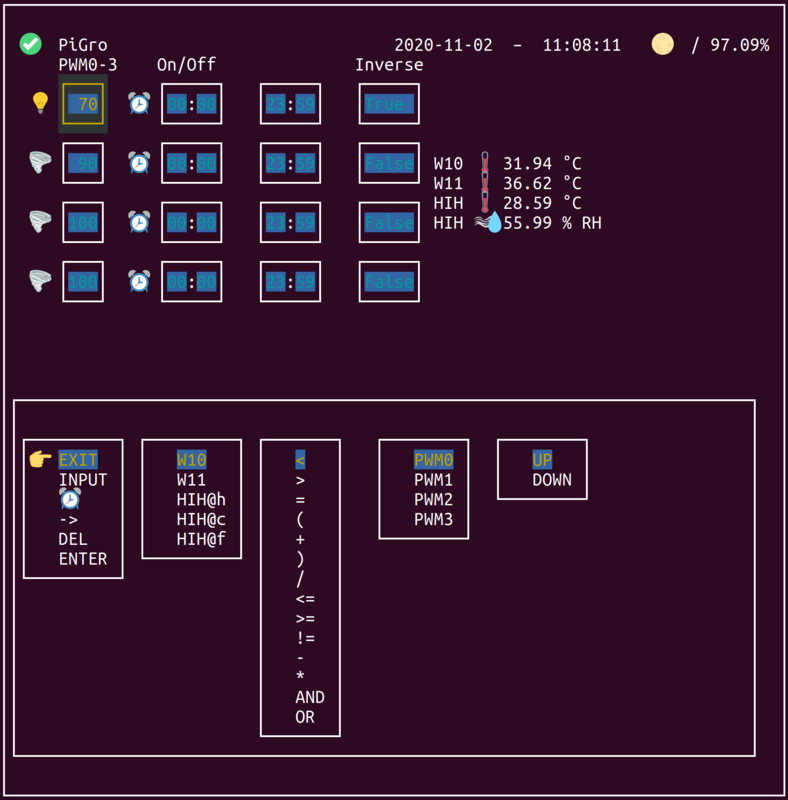 PiGro 2020-11-02 – 11:08:11 / 97.09%
PWM0-3 On/Off Inverse
70 00:00 23:59 True
90 00:00 23:59 False
W10 31.94 °C
W11 36.62 °C
HIH 28.59 °C
HIH 55.99 % RH
100 00:00 23:59 False
100 00:00 23:59 False
EXIT
INPUT
->
DEL
ENTER
W10
W11
HIH@h
HIH@c
HIH@f
<
>
=
(
+
)
/
<=
>=
!=
-
*
AND
OR
PWM0
PWM1
PWM2
PWM3
UP
DOWN